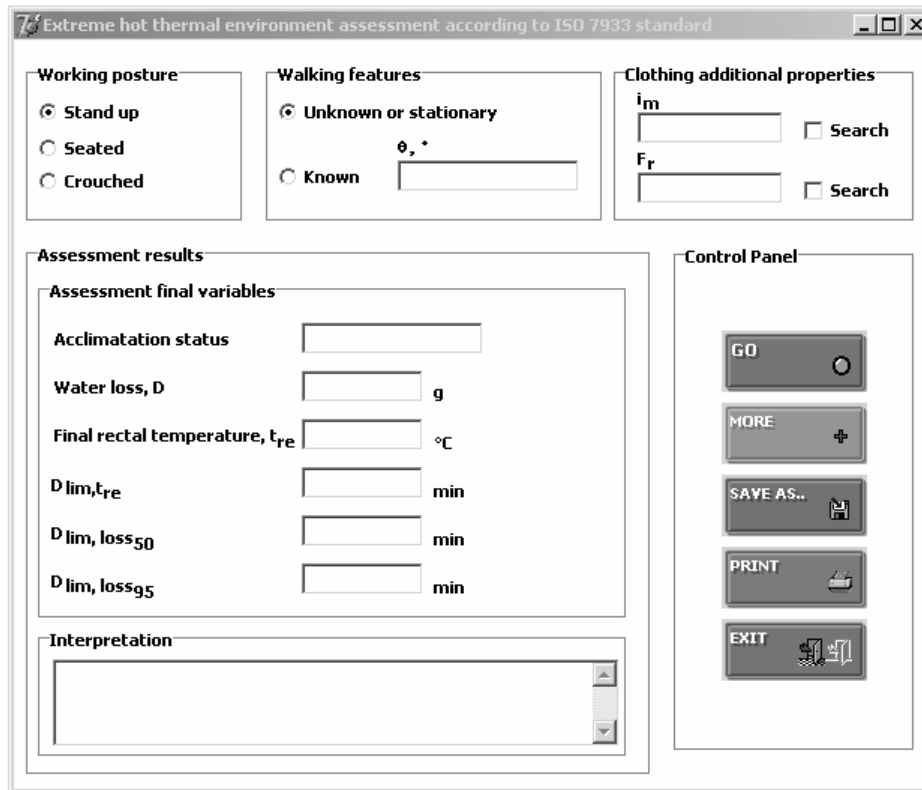 Extreme hot thermal environment assessment according to ISO 7933 standard
Working posture
Stand up
Seated
Crouched
Walking features
Unknown or stationary
θ, °
Known
Clothing additional properties
im
Search
Fr
Search
Assessment results
Assessment final variables
Acclimatation status
Water loss, D
g
Final rectal temperature, tre
°C
D lim,tre
min
D lim, loss50
min
D lim, loss95
min
Interpretation
Control Panel
GO
MORE
SAVE AS..
PRINT
EXIT